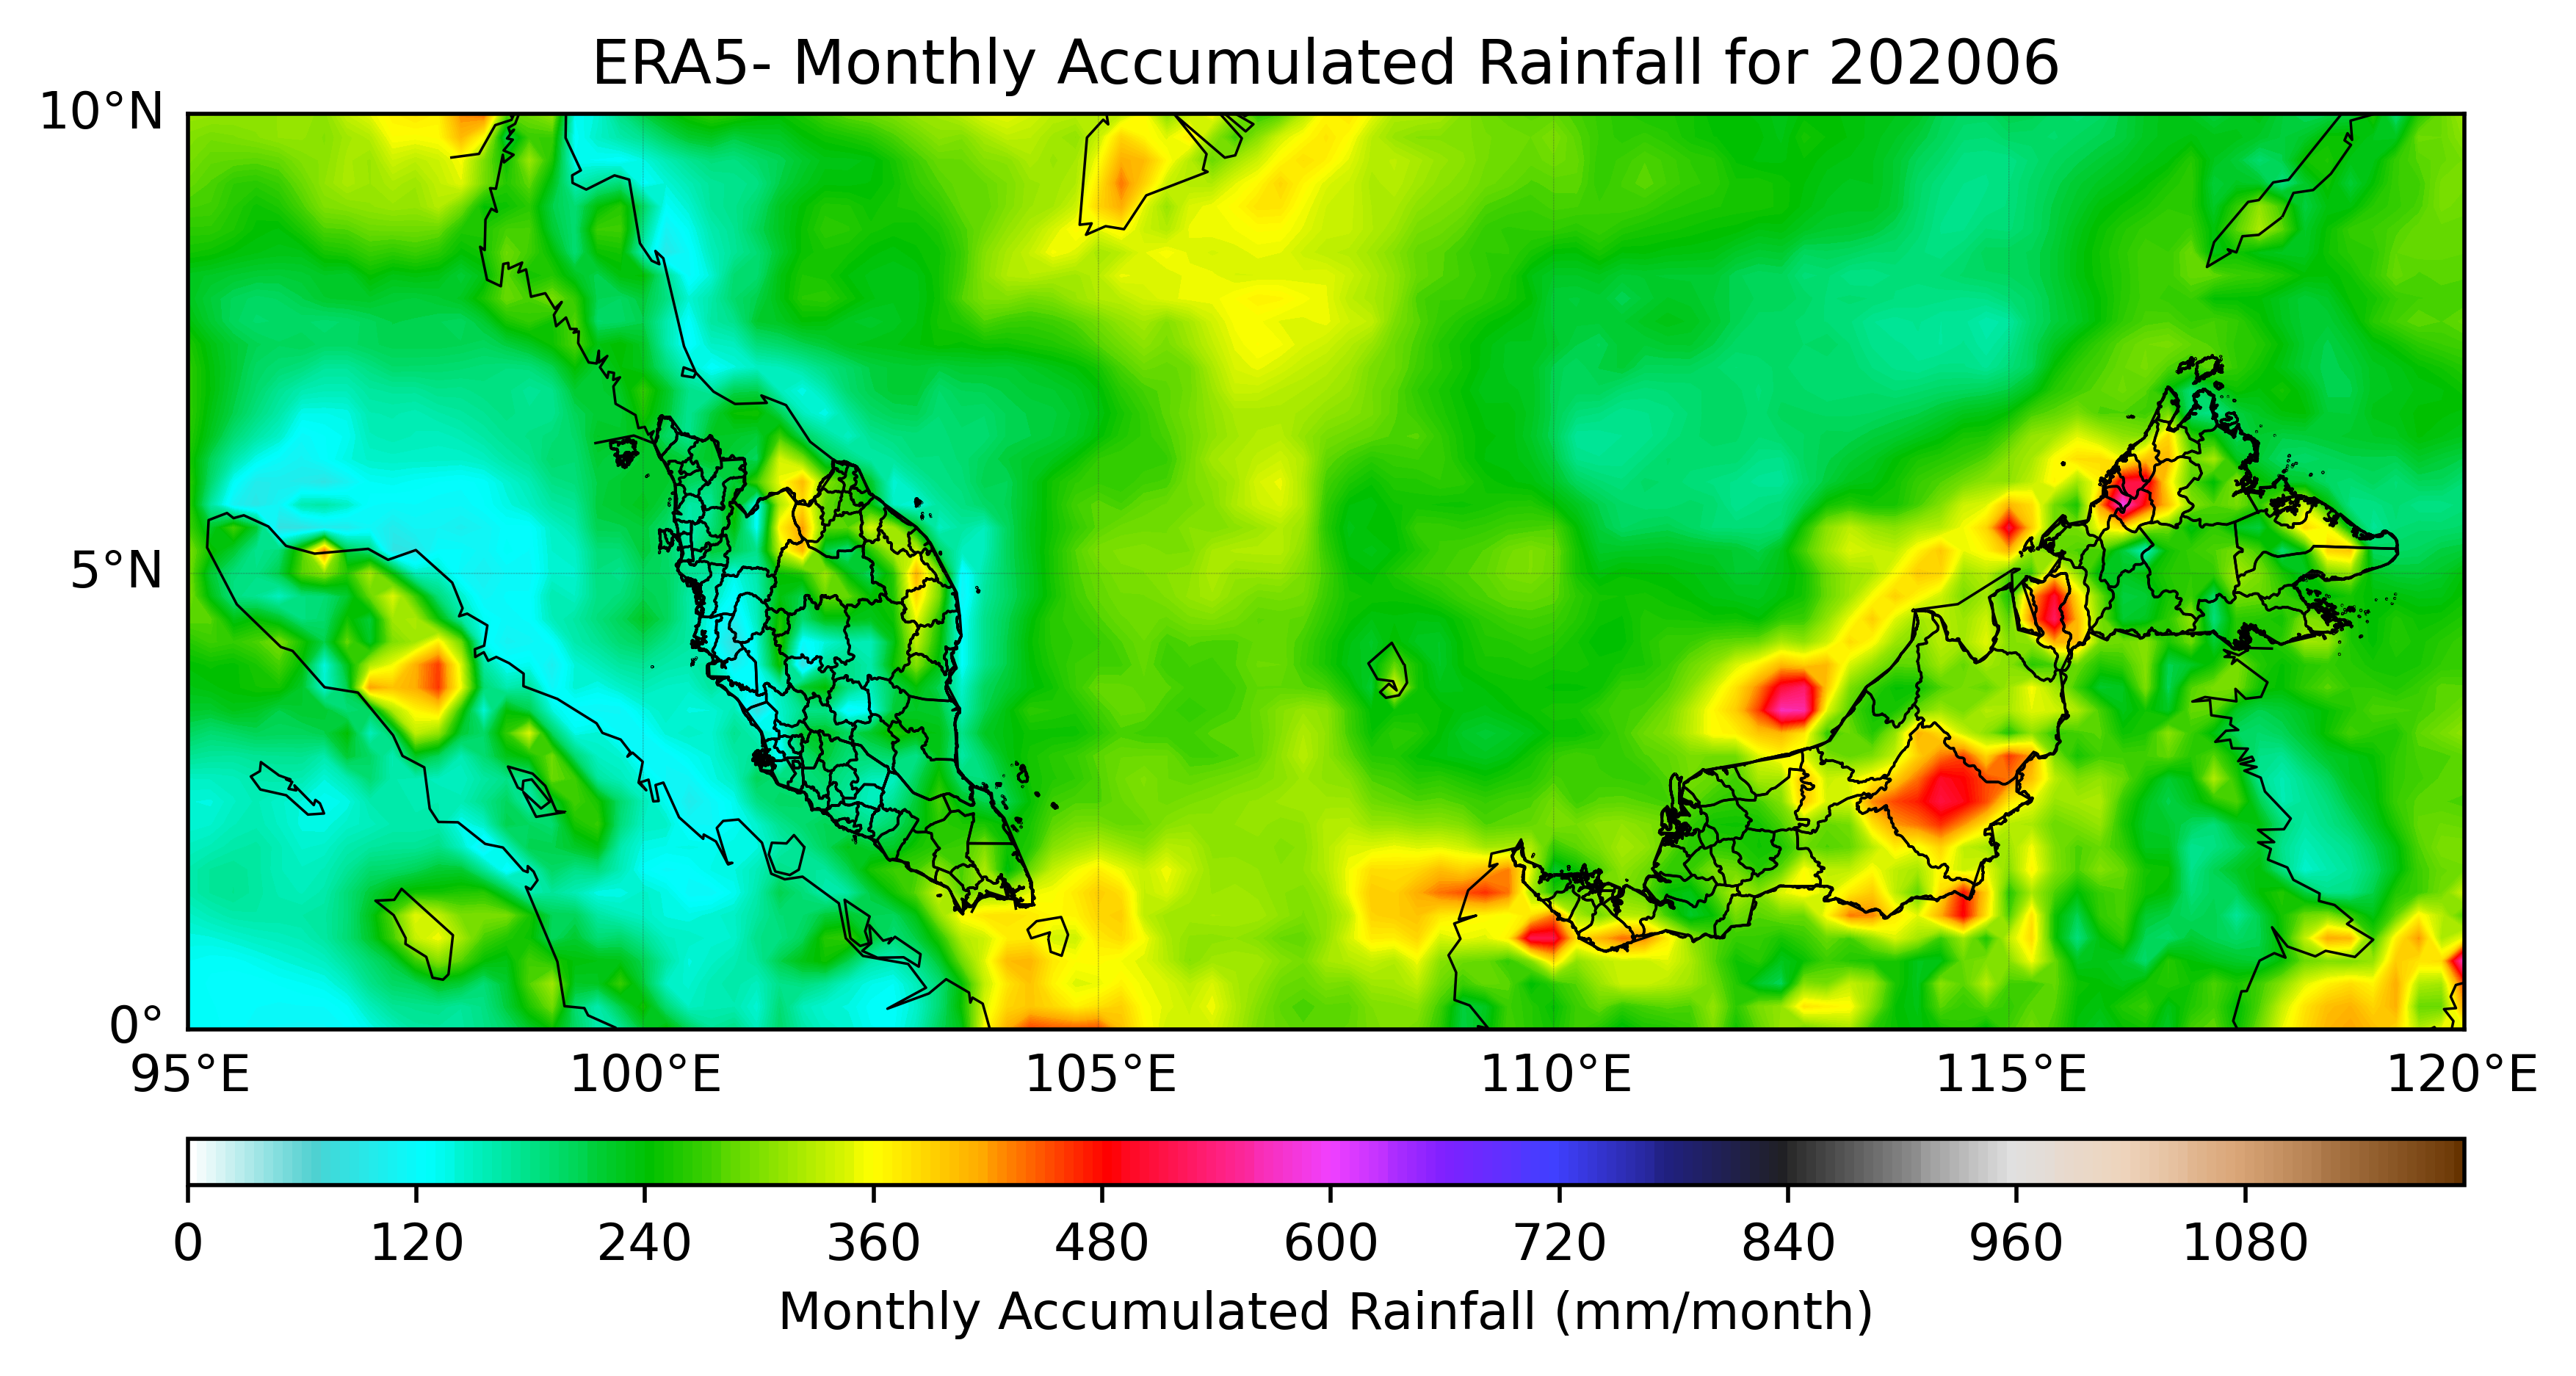 ERA5- Monthly Accumulated Rainfall for 202006
10°N
5°N
0°
95°E 100°E 105°E 110°E 115°E 120°E
0 120 240 360 480 600 720 840 960 1080
Monthly Accumulated Rainfall (mm/month)